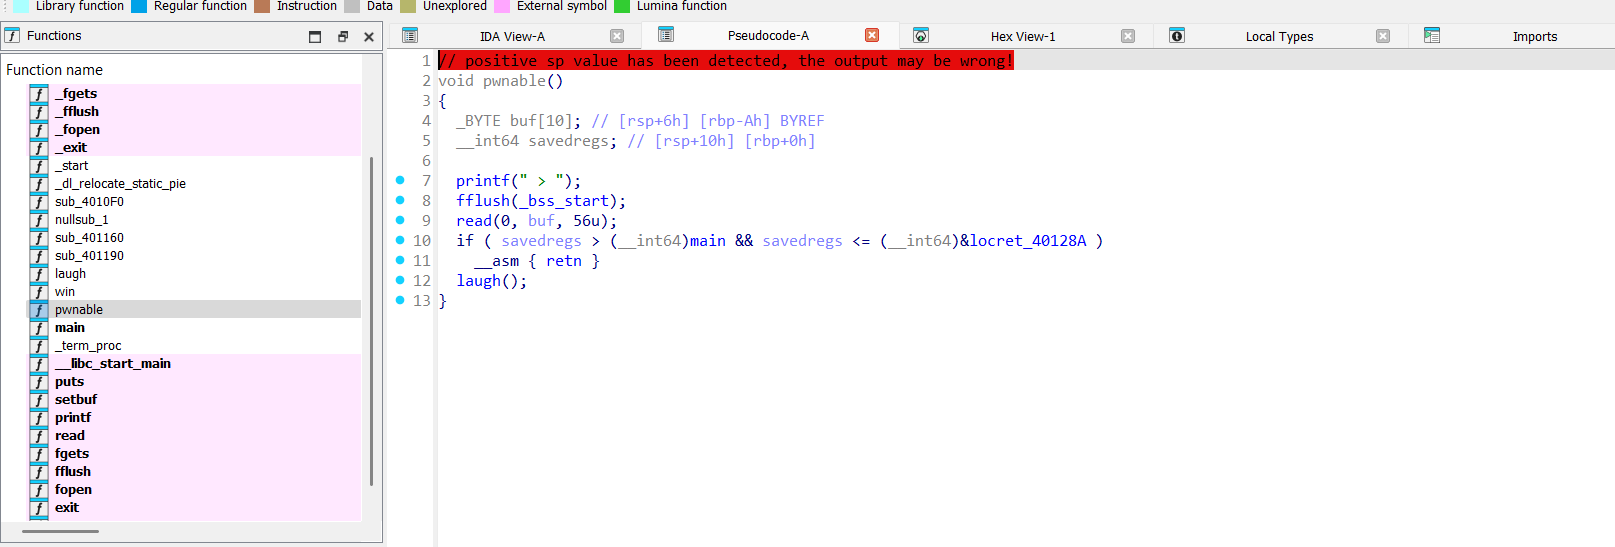 Library function Regular function Instruction Data Unexplored External symbol Lumina function
Functions
Function name
f _fgets
f _fflush
f _fopen
f _exit
f _start
f _dl_relocate_static_pie
f sub_4010F0
f nullsub_1
f sub_401160
f sub_401190
f laugh
f win
f pwnable
f main
f _term_proc
f __libc_start_main
f puts
f setbuf
f printf
f read
f fgets
f fflush
f fopen
f exit
IDA View-A Pseudocode-A Hex View-1 Local Types Imports
1 // positive sp value has been detected, the output may be wrong!
2 void pwnable()
3 {
4 _BYTE buf[10]; // [rsp+6h] [rbp-Ah] BYREF
5 __int64 savedregs; // [rsp+10h] [rbp+0h]
6
7 printf(" > ");
8 fflush(_bss_start);
9 read(0, buf, 56u);
10 if ( savedregs > (__int64)main && savedregs <= (__int64)&locret_40128A )
11 __asm { retn }
12 laugh();
13 }